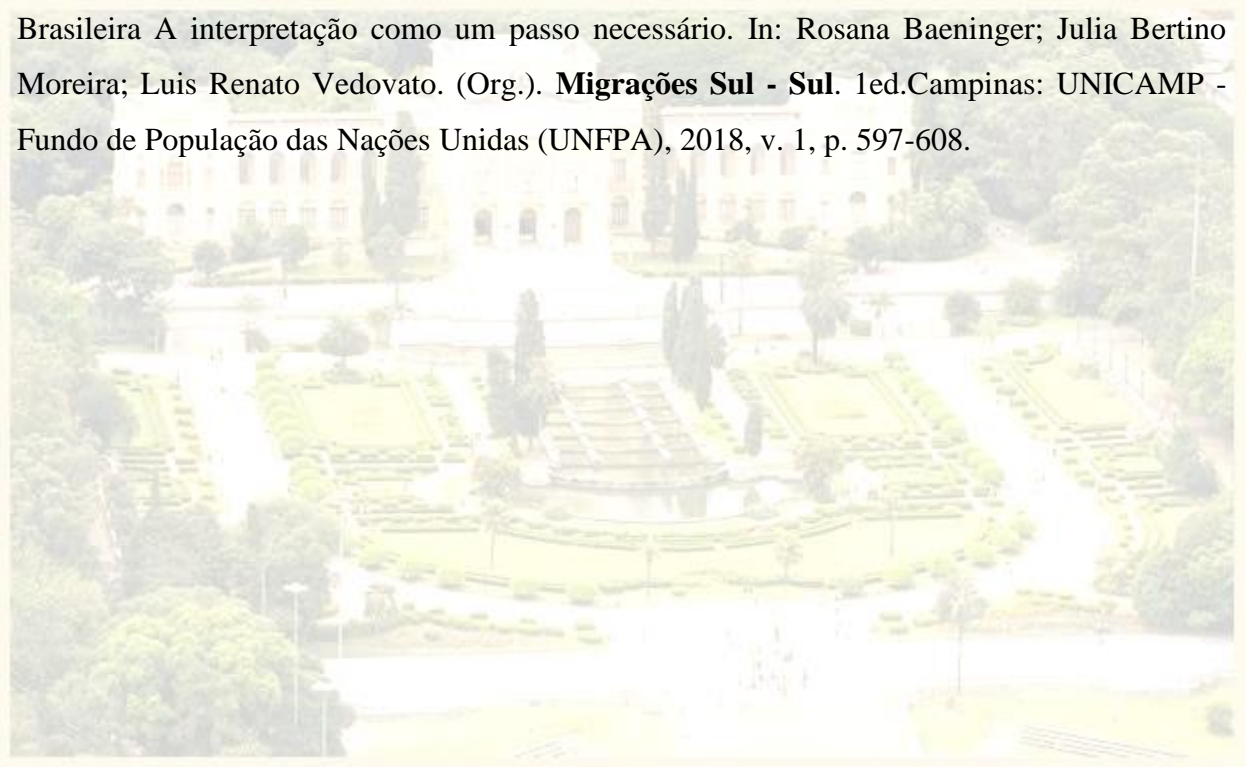 Brasileira A interpretação como um passo necessário. In: Rosana Baeninger; Julia Bertino
Moreira; Luis Renato Vedovato. (Org.). Migrações Sul - Sul. 1ed.Campinas: UNICAMP -
Fundo de População das Nações Unidas (UNFPA), 2018, v. 1, p. 597-608.